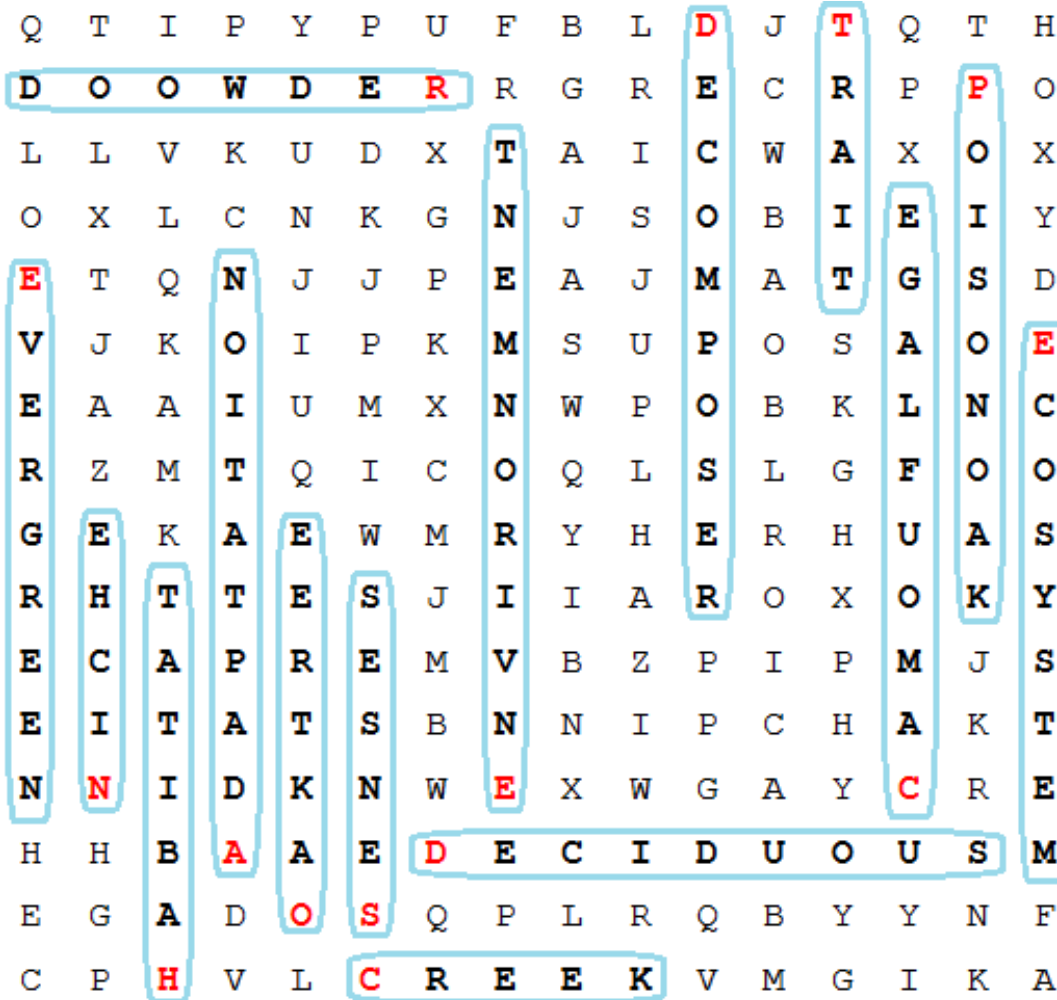 Q T I P Y P U F B L D J T Q T H
D O O W D E R R G R E C R P P O
L L V K U D X T A I C W A X O X
O X L C N K G N J S O B I E I Y
E T Q N J J P E A J M A T G S D
V J K O I P K M S U P O S A O E
E A A I U M X N W P O B K L N C
R Z M T Q I C O Q L S L G F O O
G E K A E W M R Y H E R H U A S
R H T T E S J I I A R O X O K Y
E C A P R E M V B Z P I P M J S
E I T A T S B N N I P C H A K T
N N I D K N W E X W G A Y C R E
H H B A A E D E C I D U O U S M
E G A D O S Q P L R Q B Y Y N F
C P H V L C R E E K V M G I K A